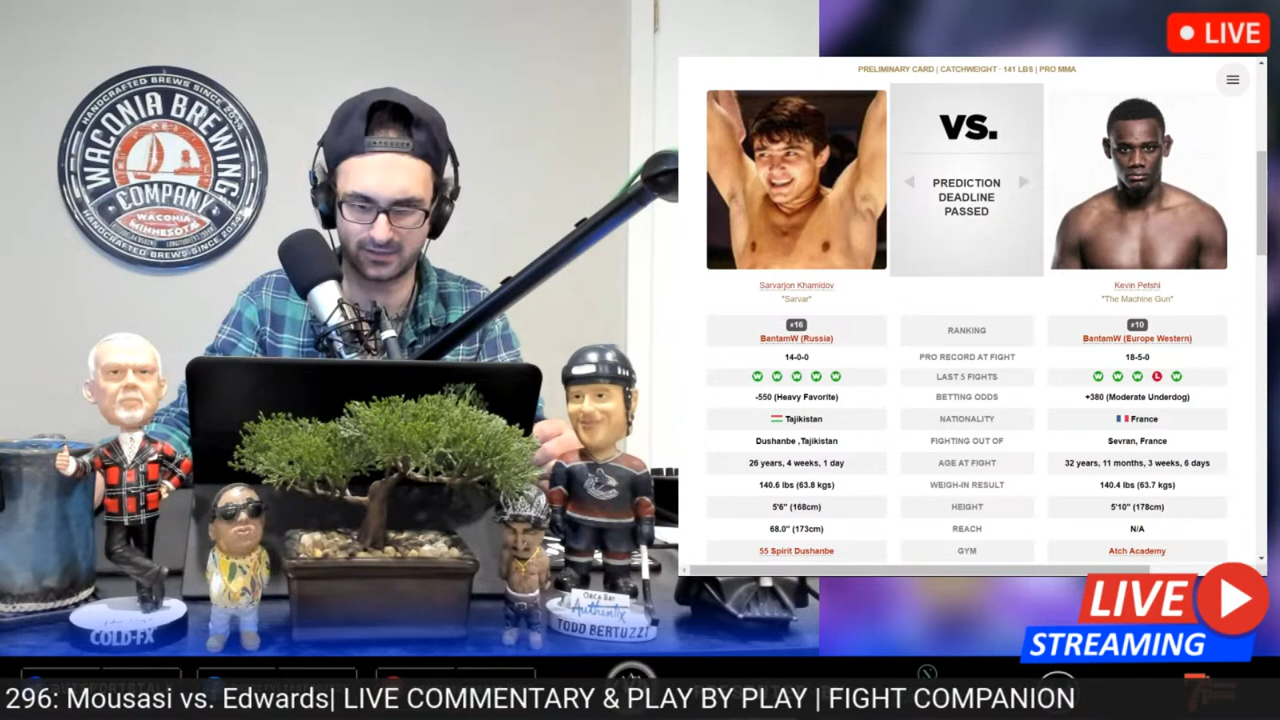 LIVE
HANDCRAFTED BREWS SINCE 2014
WACONIA BREWING
COMPANY
WACONIA
MINNESOTA
HANDCRAFTED BREWS SINCE 2014
PRELIMINARY CARD | CATCHWEIGHT · 141 LBS | PRO MMA
VS.
PREDICTION
DEADLINE
PASSED
Sarvarjon Khamidov
Kevin Petshi
"Sarvar"
"The Machine Gun"
#16
RANKING
#10
BantamW (Russia)
BantamW (Europe Western)
14-0-0
PRO RECORD AT FIGHT
18-5-0
W W W W W
LAST 5 FIGHTS
W W W L W
-550 (Heavy Favorite)
BETTING ODDS
+380 (Moderate Underdog)
Tajikistan
NATIONALITY
France
Dushanbe ,Tajikistan
FIGHTING OUT OF
Sevran, France
26 years, 4 weeks, 1 day
AGE AT FIGHT
32 years, 11 months, 3 weeks, 6 days
140.6 lbs (63.8 kgs)
WEIGH-IN RESULT
140.4 lbs (63.7 kgs)
5'6" (168cm)
HEIGHT
5'10" (178cm)
68.0" (173cm)
REACH
N/A
55 Spirit Dushanbe
GYM
Atch Academy
COLD-FX
ORCA BAY
Authentix
TODD BERTUZZI
LIVE
STREAMING
296: Mousasi vs. Edwards| LIVE COMMENTARY & PLAY BY PLAY | FIGHT COMPANION